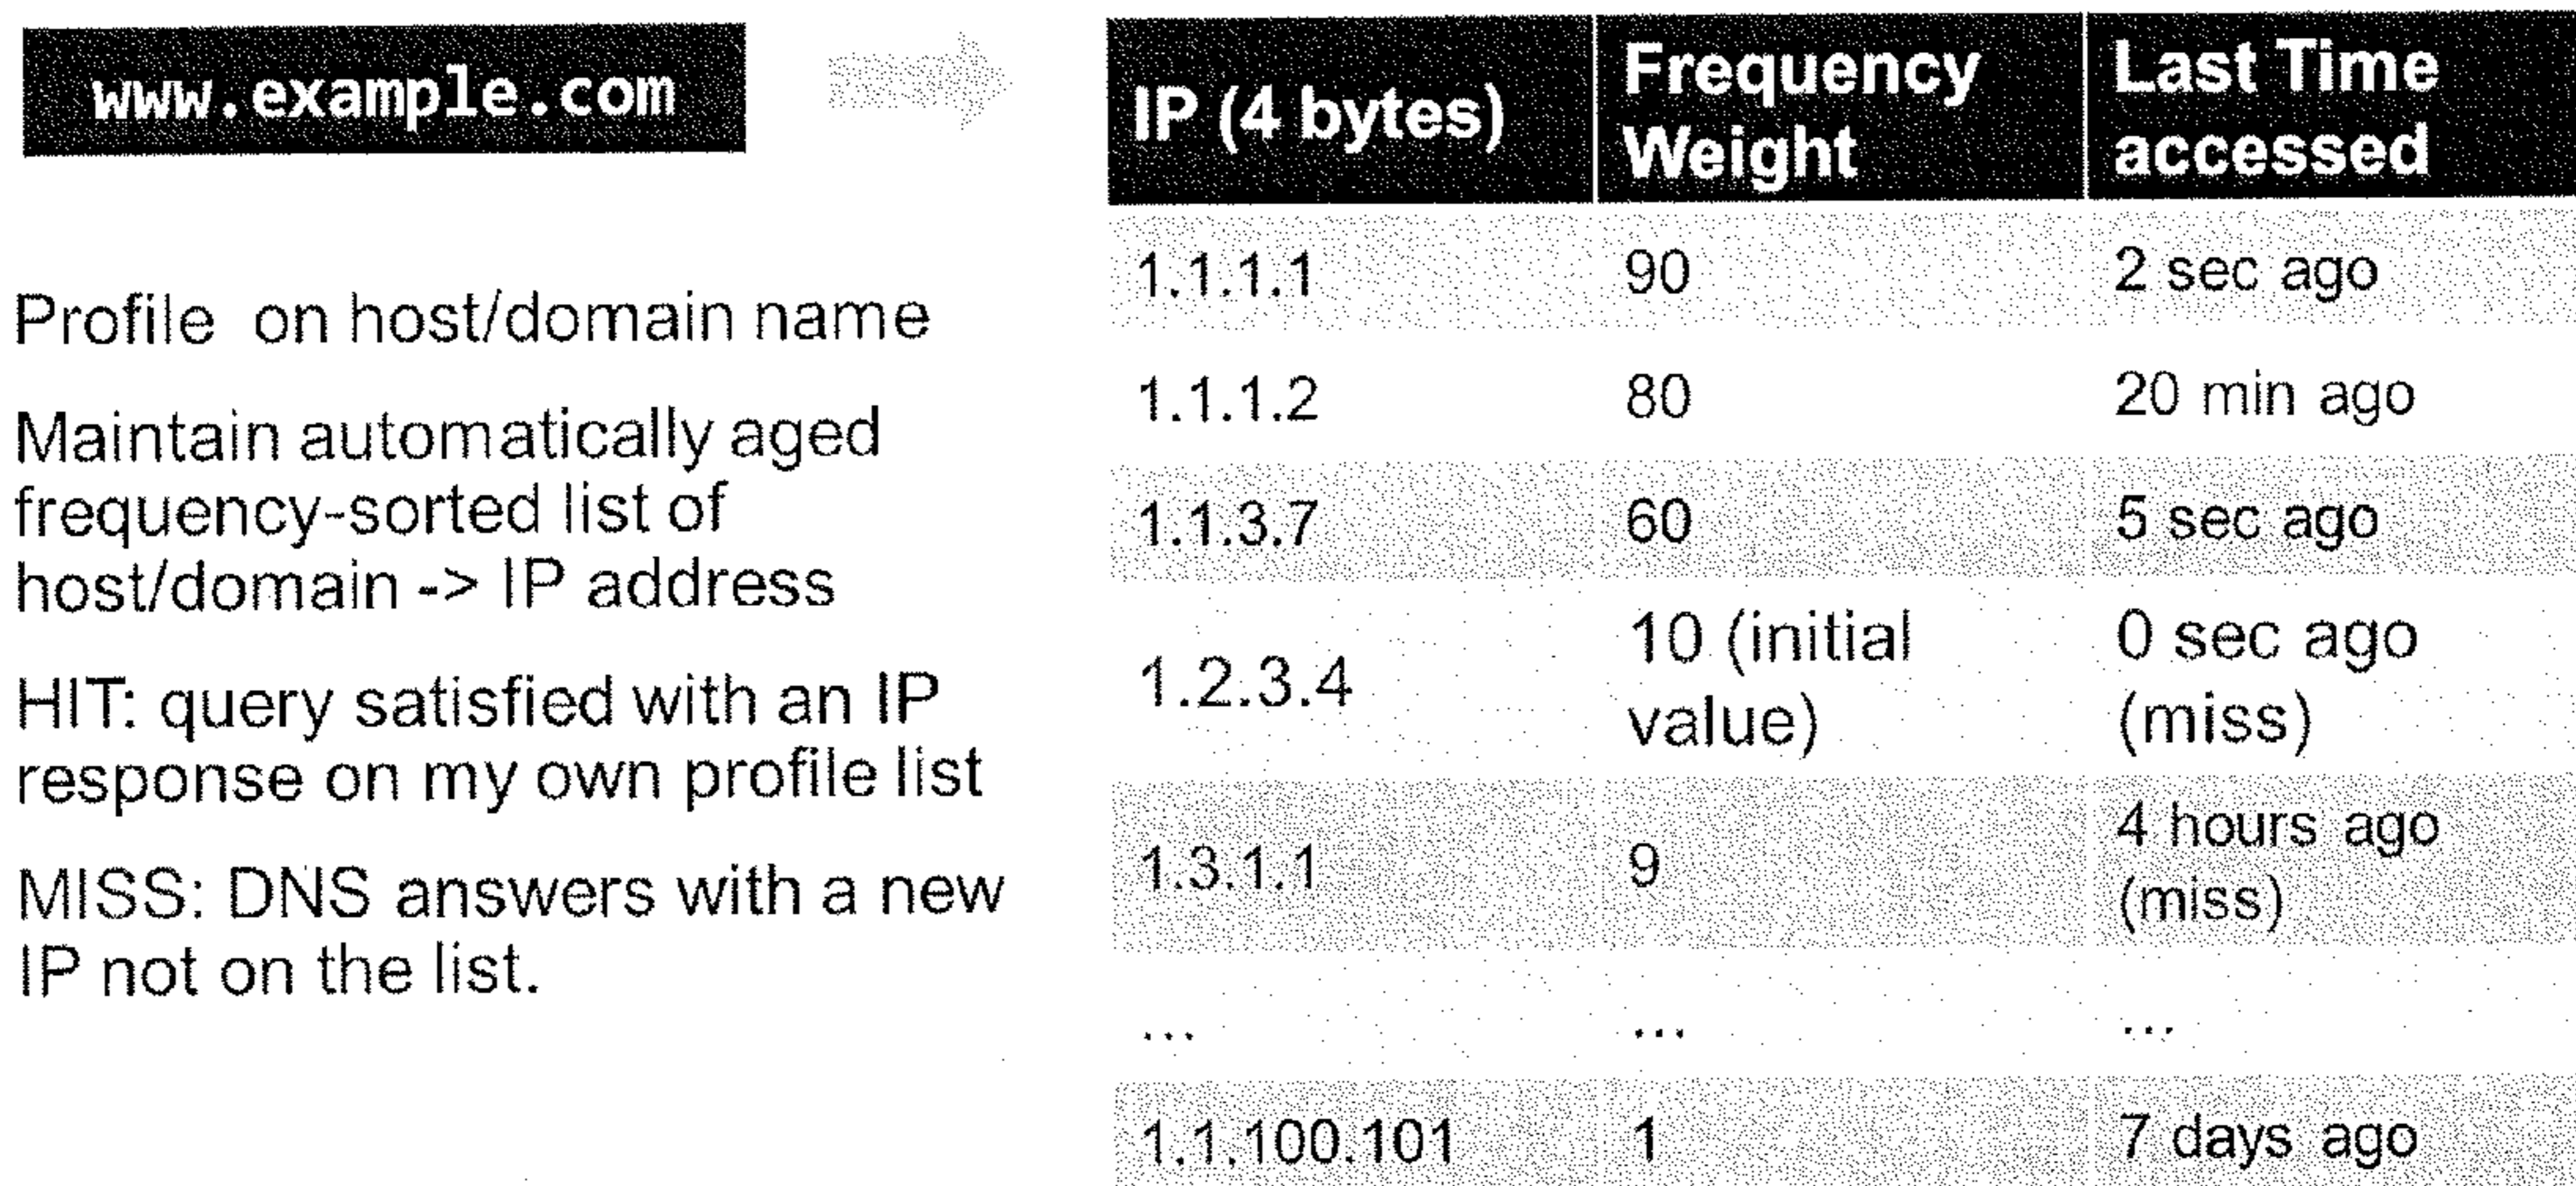 www.example.com
Profile on host/domain name
Maintain automatically aged
frequency-sorted list of
host/domain -> IP address
HIT: query satisfied with an IP
response on my own profile list
MISS: DNS answers with a new
IP not on the list.
IP (4 bytes) Frequency Weight Last Time accessed
1.1.1.1 90 2 sec ago
1.1.1.2 80 20 min ago
1.1.3.7 60 5 sec ago
1.2.3.4 10 (initial value) 0 sec ago (miss)
1.3.1.1 9 4 hours ago (miss)
... ... ...
1.1.100.101 1 7 days ago